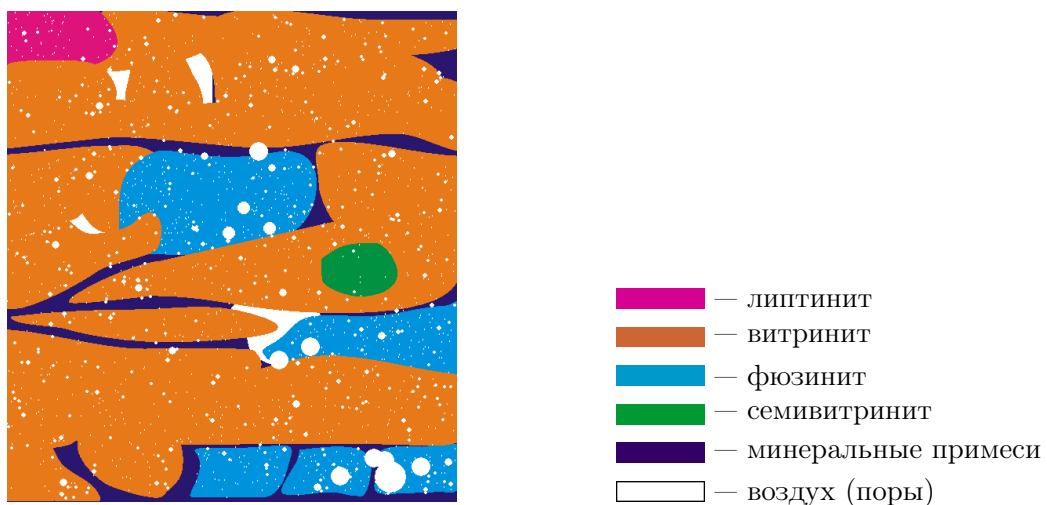 — липтинит
— витринит
— фюзинит
— семивитринит
— минеральные примеси
— воздух (поры)